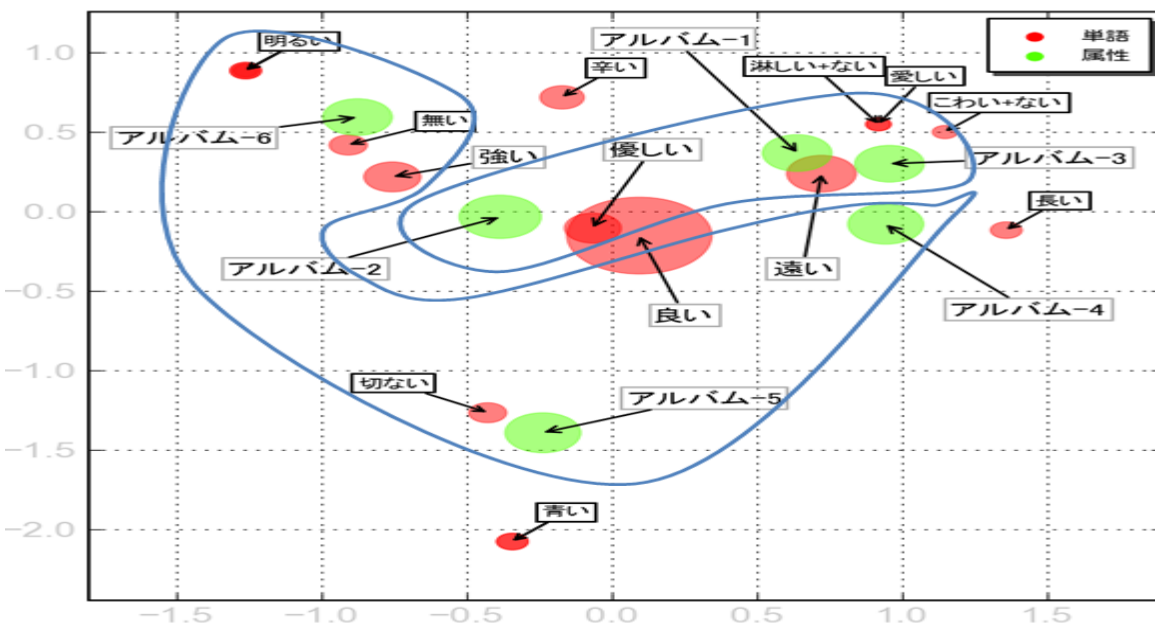 単語
属性
明るい
アルバム-1
淋しい+ない
愛しい
辛い
こわい+ない
アルバム-6
無い
強い
優しい
アルバム-3
長い
アルバム-2
遠い
良い
アルバム-4
切ない
アルバム-5
青い
1.0
0.5
0.0
−0.5
−1.0
−1.5
−2.0
−1.5
−1.0
−0.5
0.0
0.5
1.0
1.5